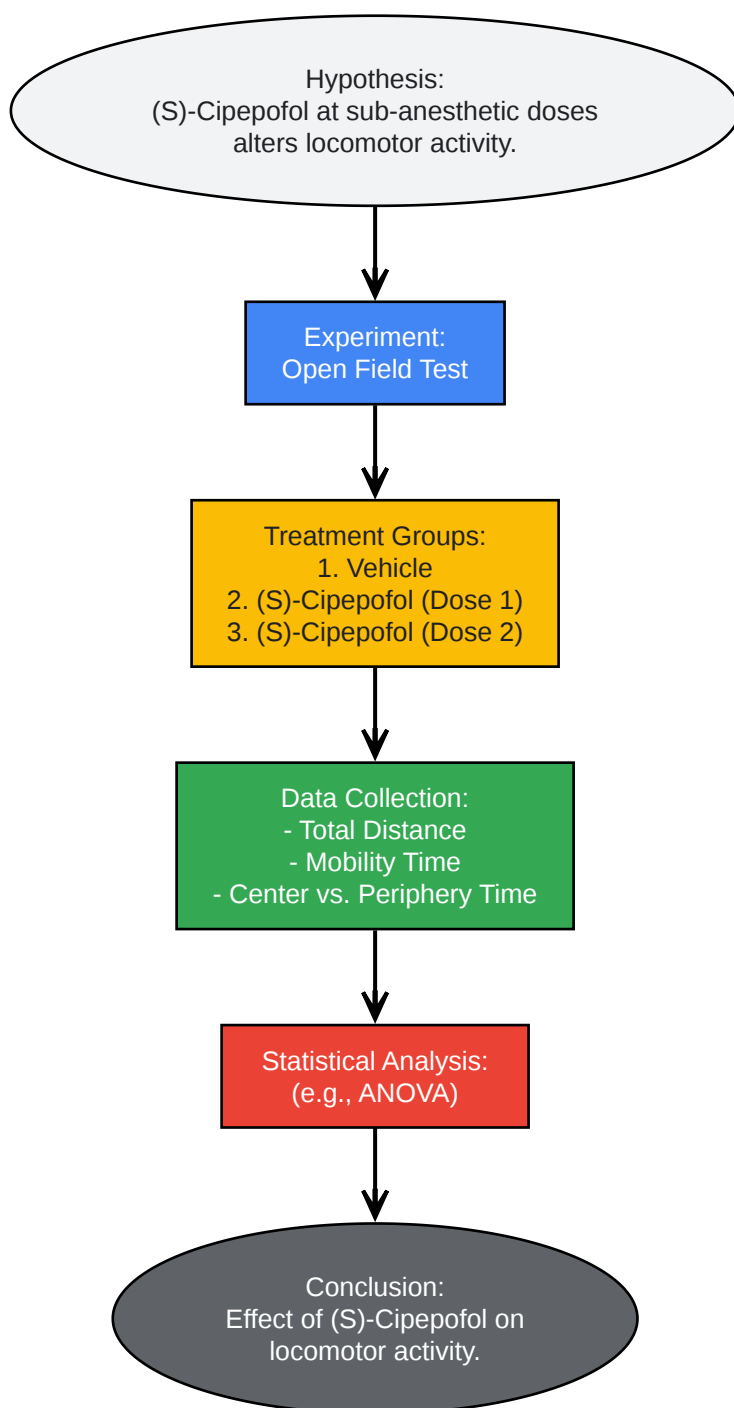 Hypothesis:
(S)-Cipepofol at sub-anesthetic doses
alters locomotor activity.
Experiment:
Open Field Test
Treatment Groups:
1. Vehicle
2. (S)-Cipepofol (Dose 1)
3. (S)-Cipepofol (Dose 2)
Data Collection:
- Total Distance
- Mobility Time
- Center vs. Periphery Time
Statistical Analysis:
(e.g., ANOVA)
Conclusion:
Effect of (S)-Cipepofol on
locomotor activity.